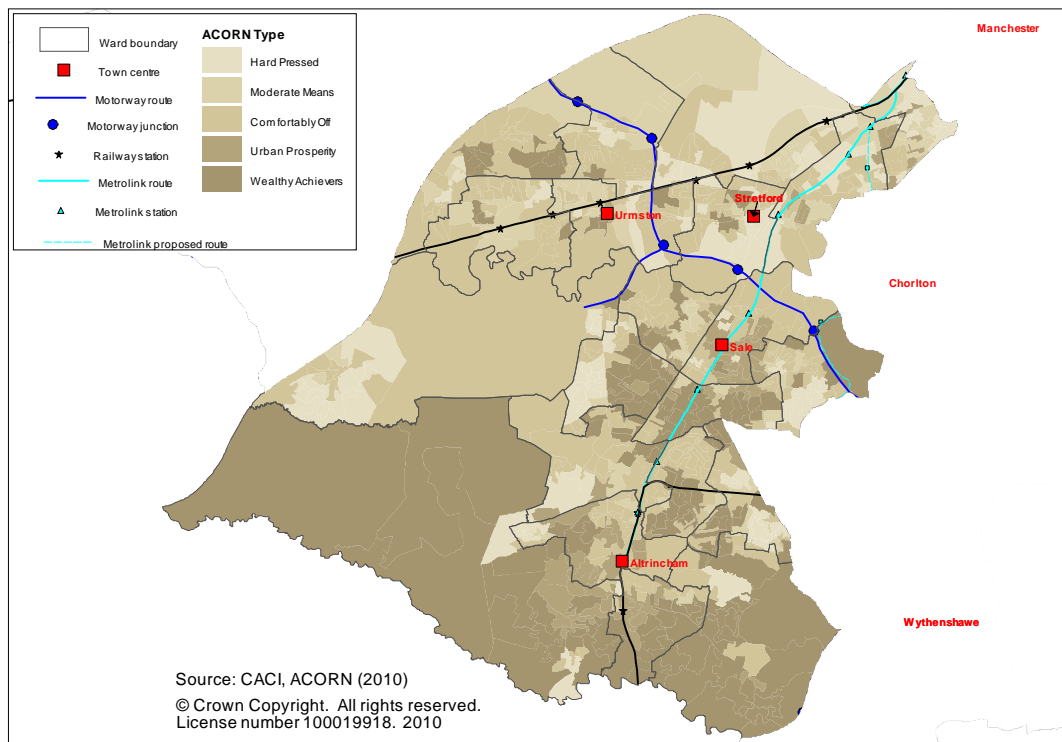 Manchester
Ward boundary
Town centre
Motorway route
Motorway junction
Railway station
Metrolink route
Metrolink station
Metrolink proposed route
ACORN Type
Hard Pressed
Moderate Means
Comfortably Off
Urban Prosperity
Wealthy Achievers
Stretford
Urmston
Chorlton
Sale
Altrincham
Wythenshawe
Source: CACI, ACORN (2010)
© Crown Copyright. All rights reserved.
License number 100019918. 2010